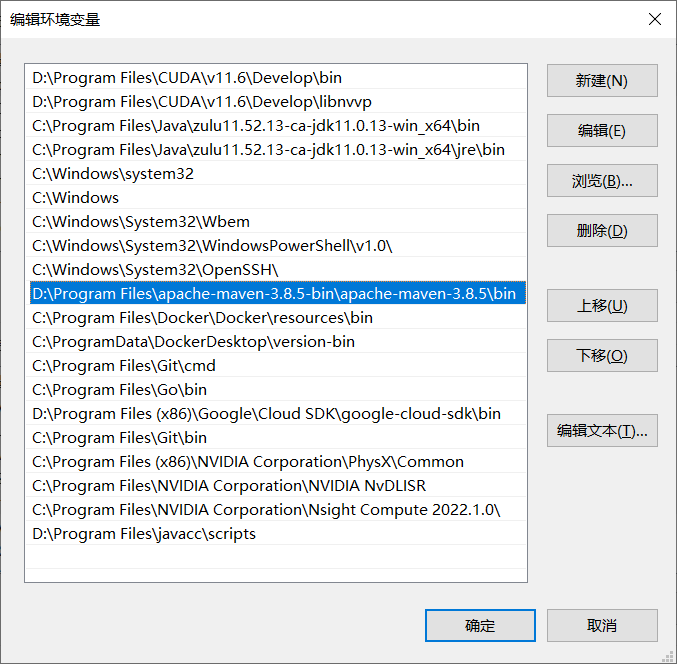 编辑环境变量
D:\Program Files\CUDA\v11.6\Develop\bin
D:\Program Files\CUDA\v11.6\Develop\libnvvp
C:\Program Files\Java\zulu11.52.13-ca-jdk11.0.13-win_x64\bin
C:\Program Files\Java\zulu11.52.13-ca-jdk11.0.13-win_x64\jre\bin
C:\Windows\system32
C:\Windows
C:\Windows\System32\Wbem
C:\Windows\System32\WindowsPowerShell\v1.0\
C:\Windows\System32\OpenSSH\
D:\Program Files\apache-maven-3.8.5-bin\apache-maven-3.8.5\bin
C:\Program Files\Docker\Docker\resources\bin
C:\ProgramData\DockerDesktop\version-bin
C:\Program Files\Git\cmd
C:\Program Files\Go\bin
D:\Program Files (x86)\Google\Cloud SDK\google-cloud-sdk\bin
C:\Program Files\Git\bin
C:\Program Files (x86)\NVIDIA Corporation\PhysX\Common
C:\Program Files\NVIDIA Corporation\NVIDIA NvDLISR
C:\Program Files\NVIDIA Corporation\Nsight Compute 2022.1.0\
D:\Program Files\javacc\scripts
新建(N)
编辑(E)
浏览(B)...
删除(D)
上移(U)
下移(O)
编辑文本(T)...
确定
取消